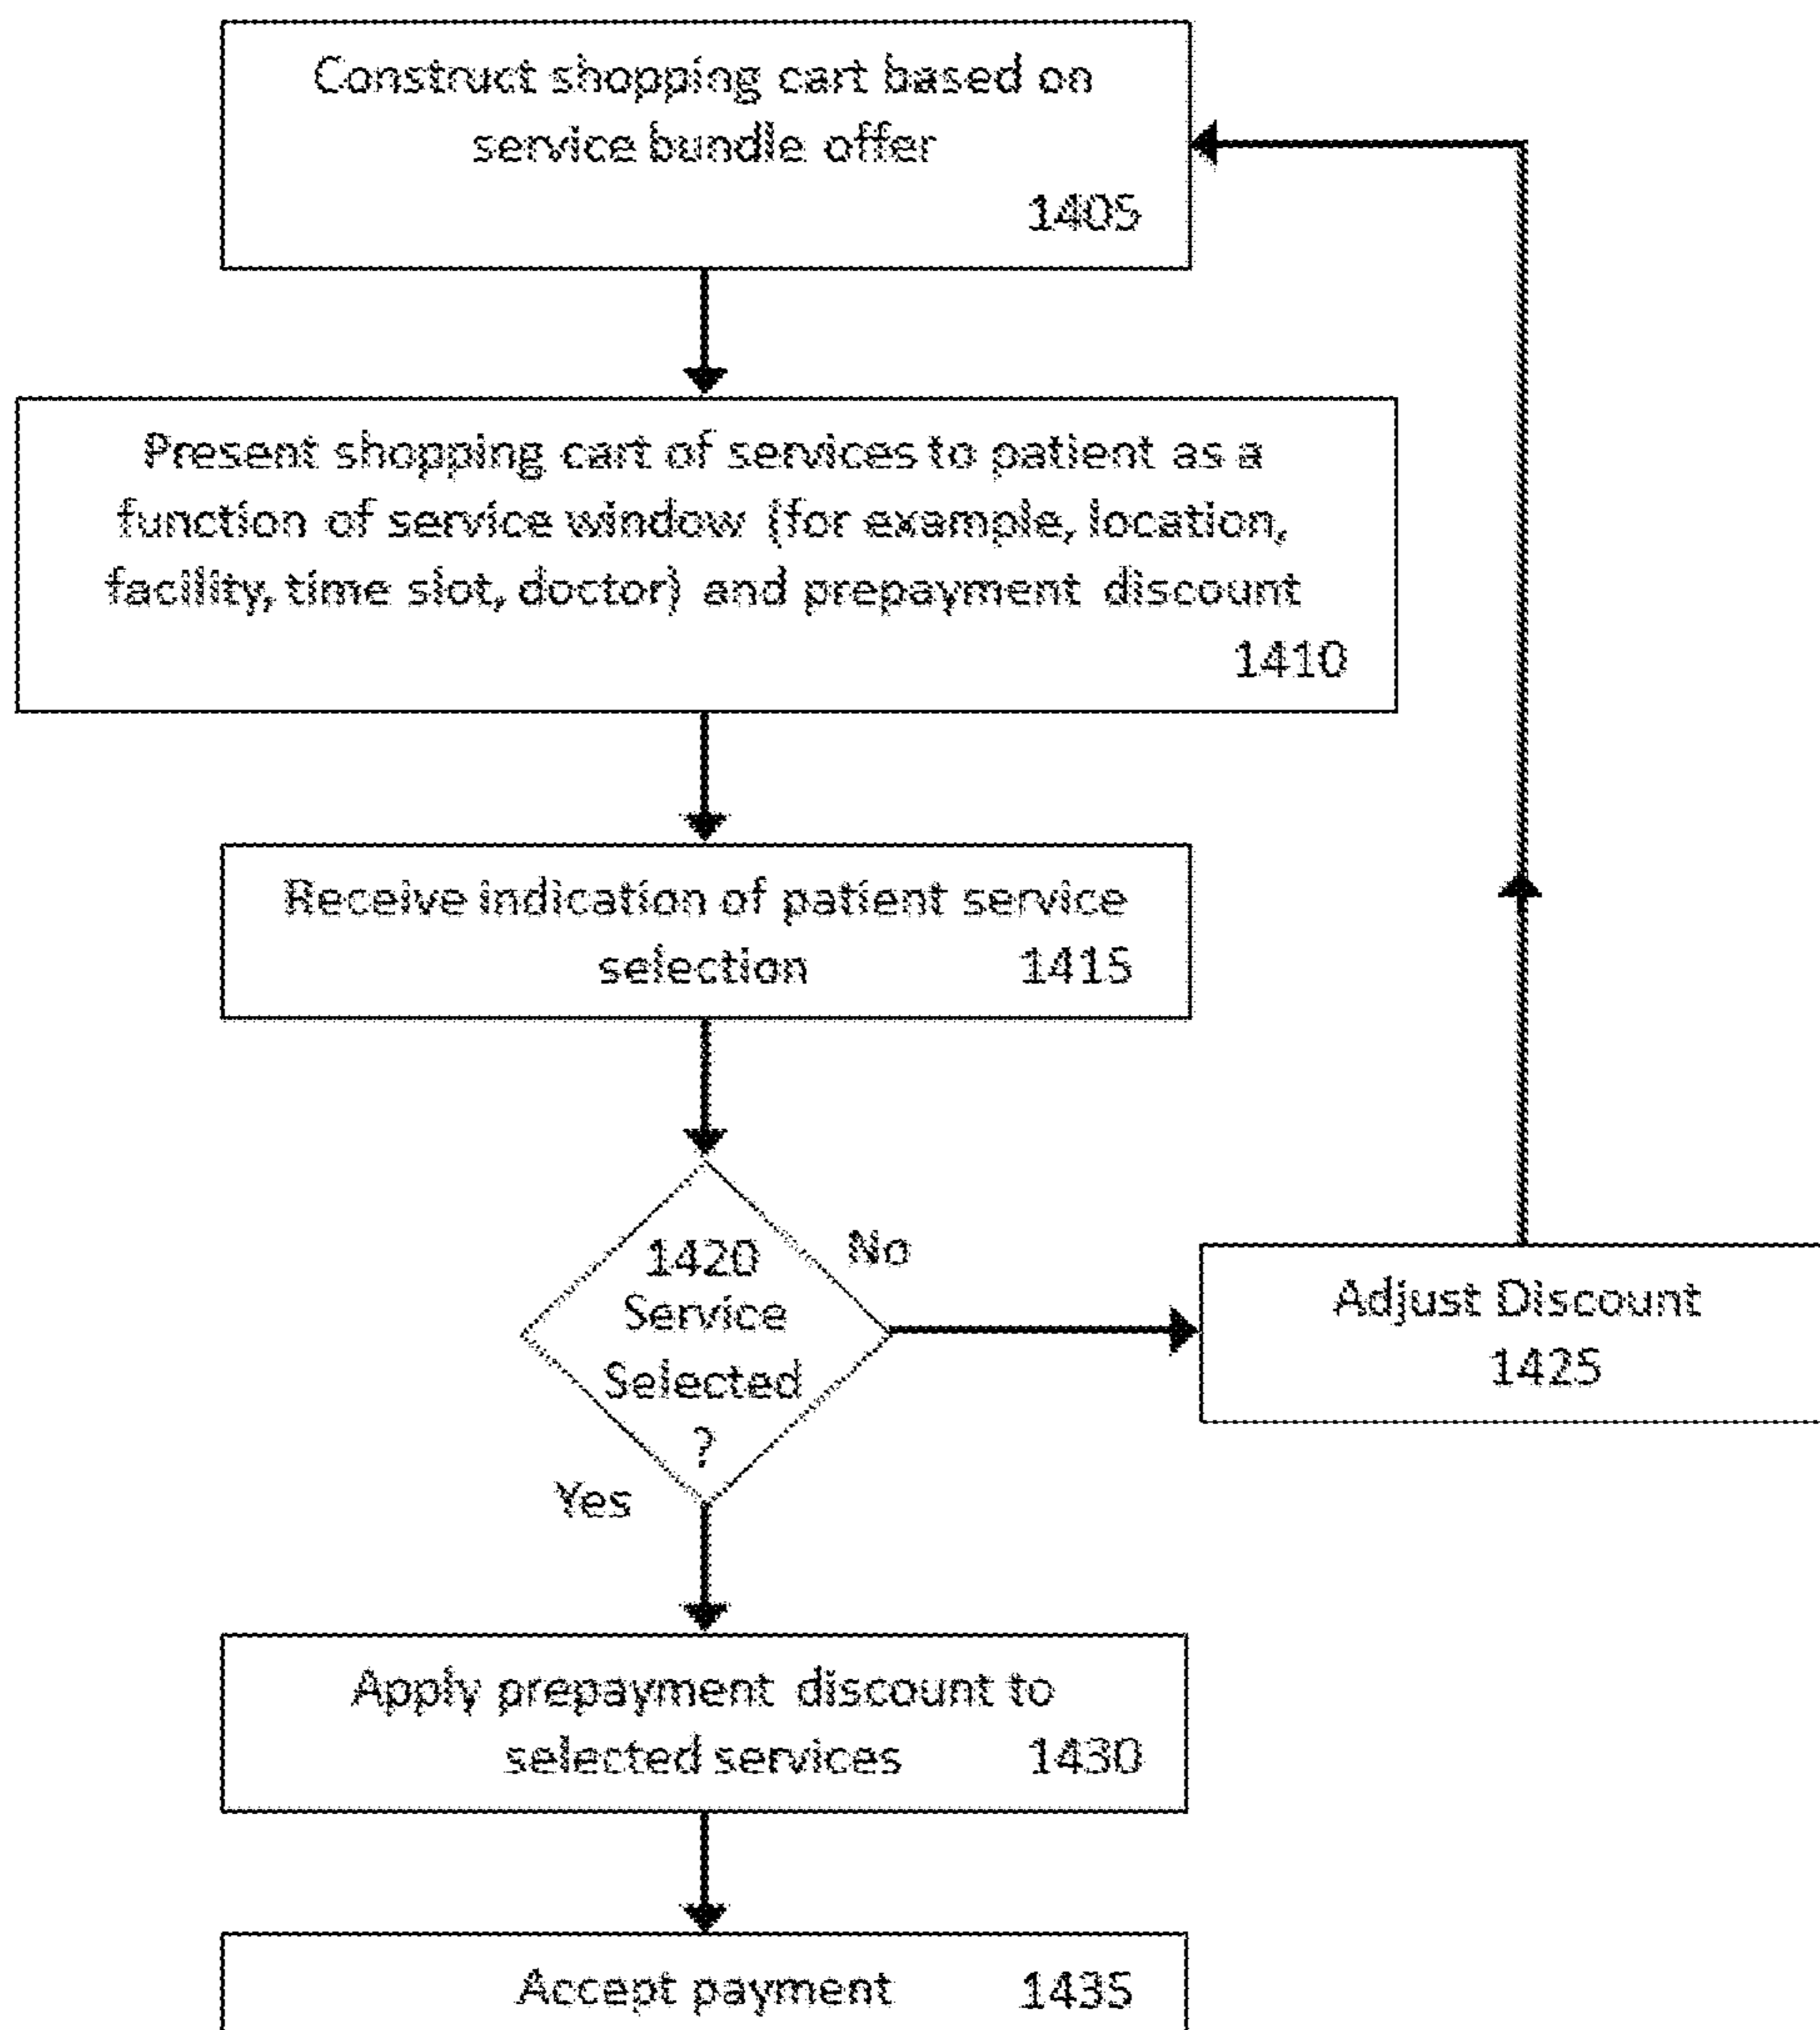 Construct shopping cart based on
service bundle offer
1405
Present shopping cart of services to patient as a
function of service window (for example, location,
facility, time slot, doctor) and prepayment discount
1410
Receive indication of patient service
selection 1415
1420
Service
Selected
?
No
Adjust Discount
1425
Yes
Apply prepayment discount to
selected services 1430
Accept payment 1435